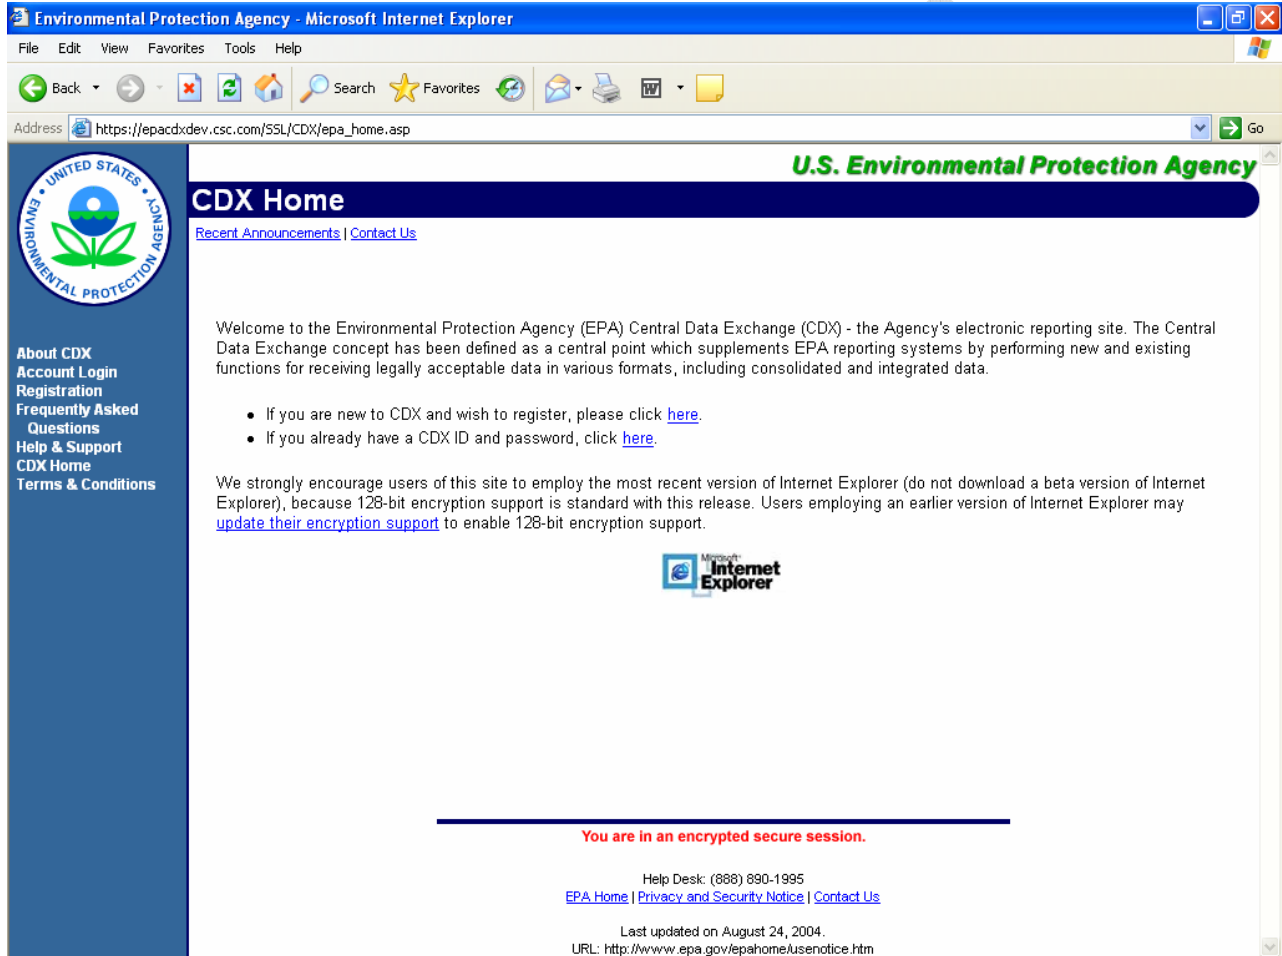 Environmental Protection Agency - Microsoft Internet Explorer
File Edit View Favorites Tools Help
Back Search Favorites
Address https://epacdxdev.csc.com/SSL/CDX/epa_home.asp Go
UNITED STATES ENVIRONMENTAL PROTECTION AGENCY
U.S. Environmental Protection Agency
CDX Home
Recent Announcements | Contact Us
About CDX
Account Login
Registration
Frequently Asked
Questions
Help & Support
CDX Home
Terms & Conditions
Welcome to the Environmental Protection Agency (EPA) Central Data Exchange (CDX) - the Agency's electronic reporting site. The Central
Data Exchange concept has been defined as a central point which supplements EPA reporting systems by performing new and existing
functions for receiving legally acceptable data in various formats, including consolidated and integrated data.
• If you are new to CDX and wish to register, please click here.
• If you already have a CDX ID and password, click here.
We strongly encourage users of this site to employ the most recent version of Internet Explorer (do not download a beta version of Internet
Explorer), because 128-bit encryption support is standard with this release. Users employing an earlier version of Internet Explorer may
update their encryption support to enable 128-bit encryption support.
Microsoft
Internet
Explorer
You are in an encrypted secure session.
Help Desk: (888) 890-1995
EPA Home | Privacy and Security Notice | Contact Us
Last updated on August 24, 2004.
URL: http://www.epa.gov/epahome/usenotice.htm